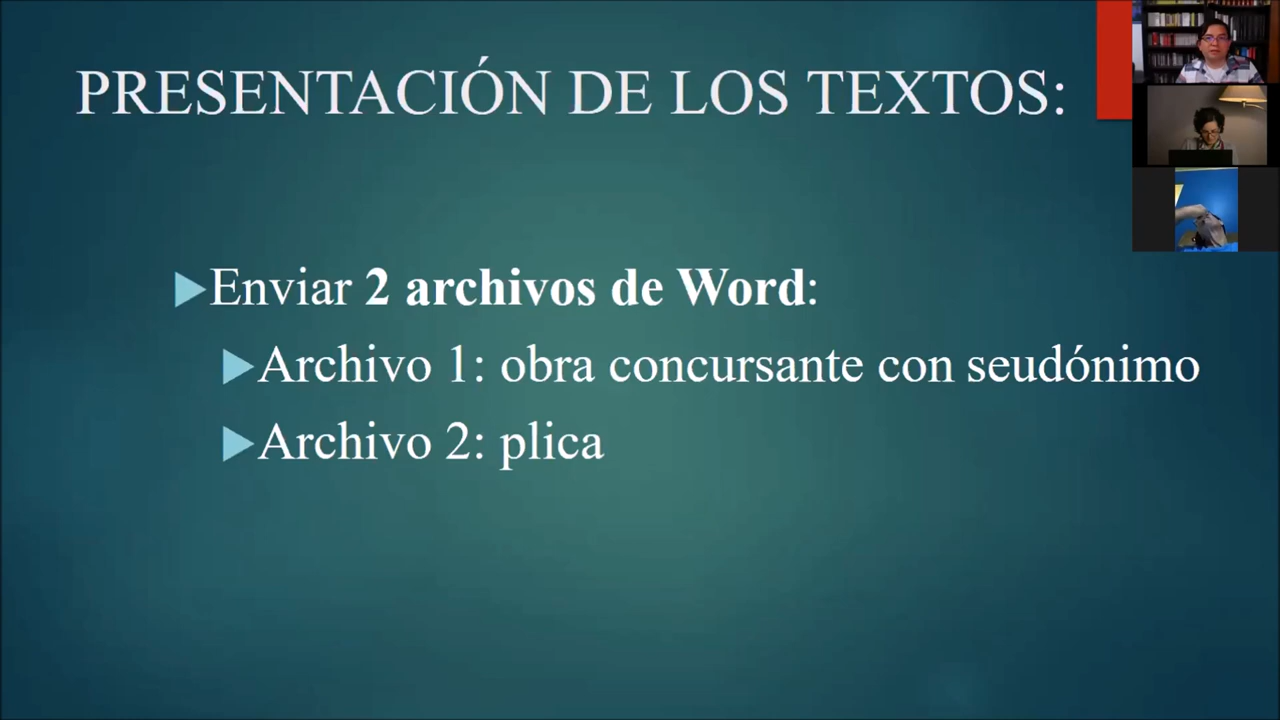 PRESENTACIÓN DE LOS TEXTOS:
Enviar 2 archivos de Word:
Archivo 1: obra concursante con seudónimo
Archivo 2: plica